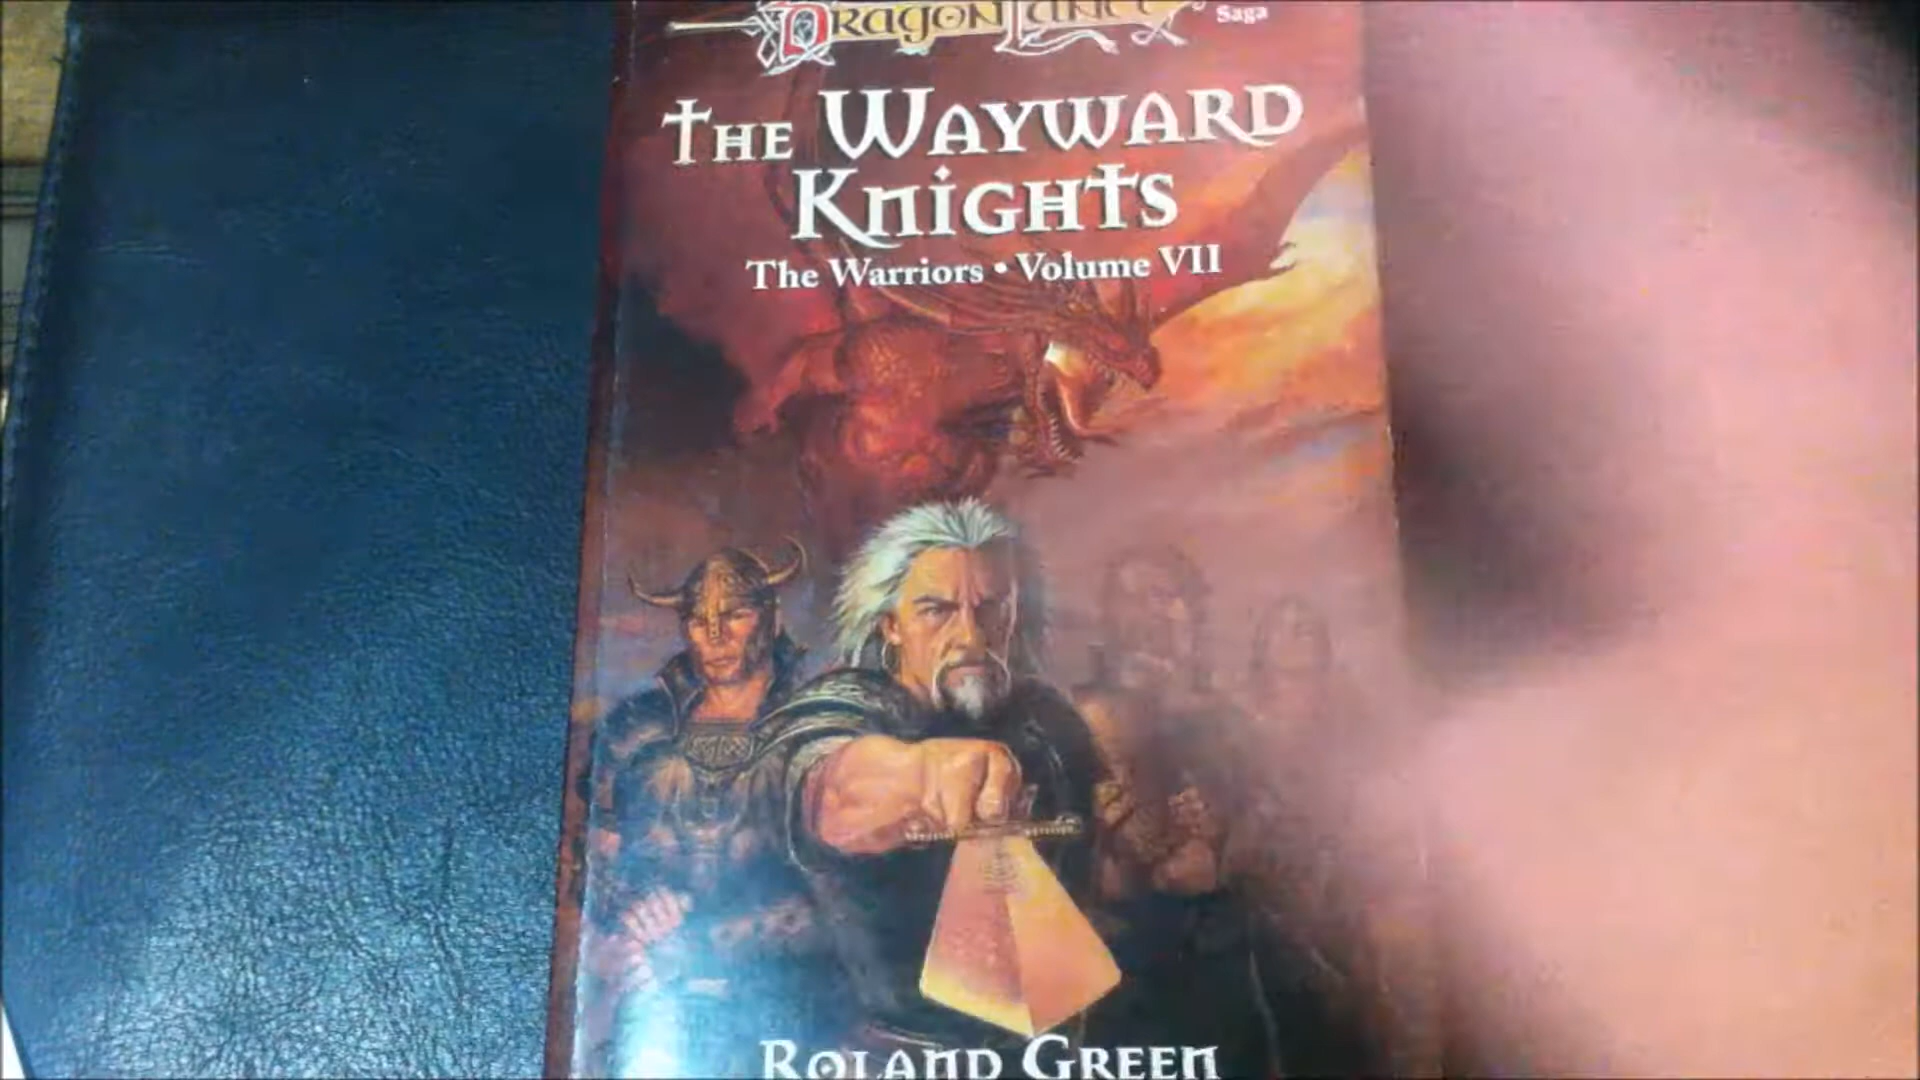 DragonLance Saga
The Wayward
Knights
The Warriors • Volume VII
Roland Green